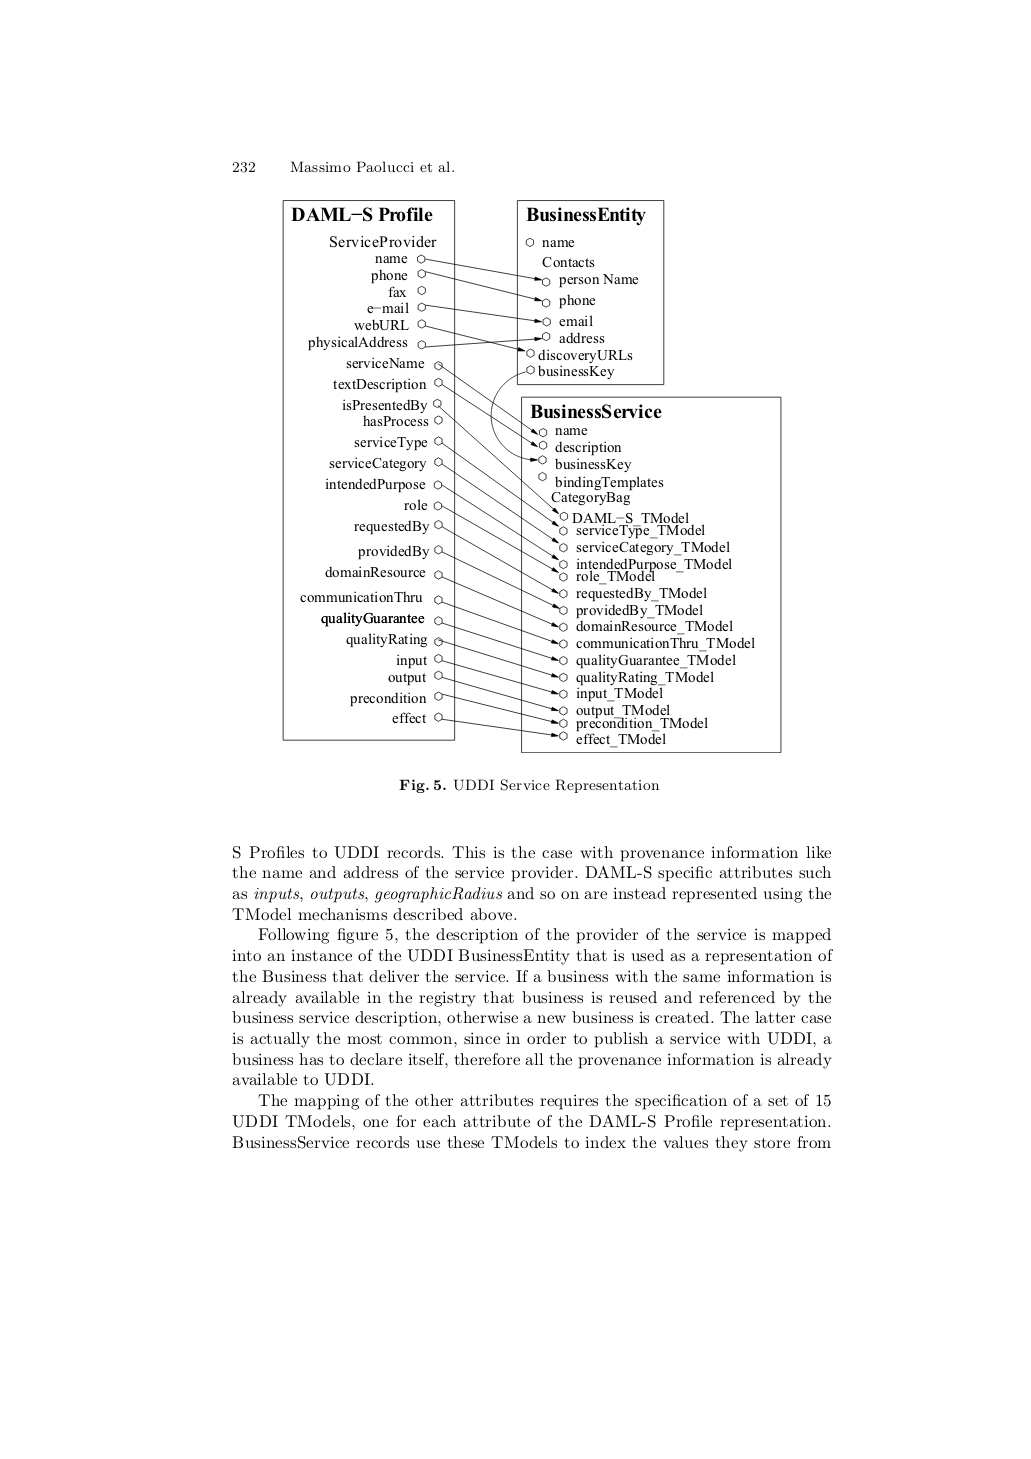 232 Massimo Paolucci et al.
DAML−S Profile
ServiceProvider
name
phone
fax
e−mail
webURL
physicalAddress
serviceName
textDescription
isPresentedBy
hasProcess
serviceType
serviceCategory
intendedPurpose
role
requestedBy
providedBy
domainResource
communicationThru
qualityGuarantee
qualityRating
input
output
precondition
effect
BusinessEntity
name
Contacts
person Name
phone
email
address
discoveryURLs
businessKey
BusinessService
name
description
businessKey
bindingTemplates
CategoryBag
DAML−S_TModel
serviceType_TModel
serviceCategory_TModel
intendedPurpose_TModel
role_TModel
requestedBy_TModel
providedBy_TModel
domainResource_TModel
communicationThru_TModel
qualityGuarantee_TModel
qualityRating_TModel
input_TModel
output_TModel
precondition_TModel
effect_TModel
Fig. 5. UDDI Service Representation
S Profiles to UDDI records. This is the case with provenance information like
the name and address of the service provider. DAML-S specific attributes such
as inputs, outputs, geographicRadius and so on are instead represented using the
TModel mechanisms described above.
Following figure 5, the description of the provider of the service is mapped
into an instance of the UDDI BusinessEntity that is used as a representation of
the Business that deliver the service. If a business with the same information is
already available in the registry that business is reused and referenced by the
business service description, otherwise a new business is created. The latter case
is actually the most common, since in order to publish a service with UDDI, a
business has to declare itself, therefore all the provenance information is already
available to UDDI.
The mapping of the other attributes requires the specification of a set of 15
UDDI TModels, one for each attribute of the DAML-S Profile representation.
BusinessService records use these TModels to index the values they store from